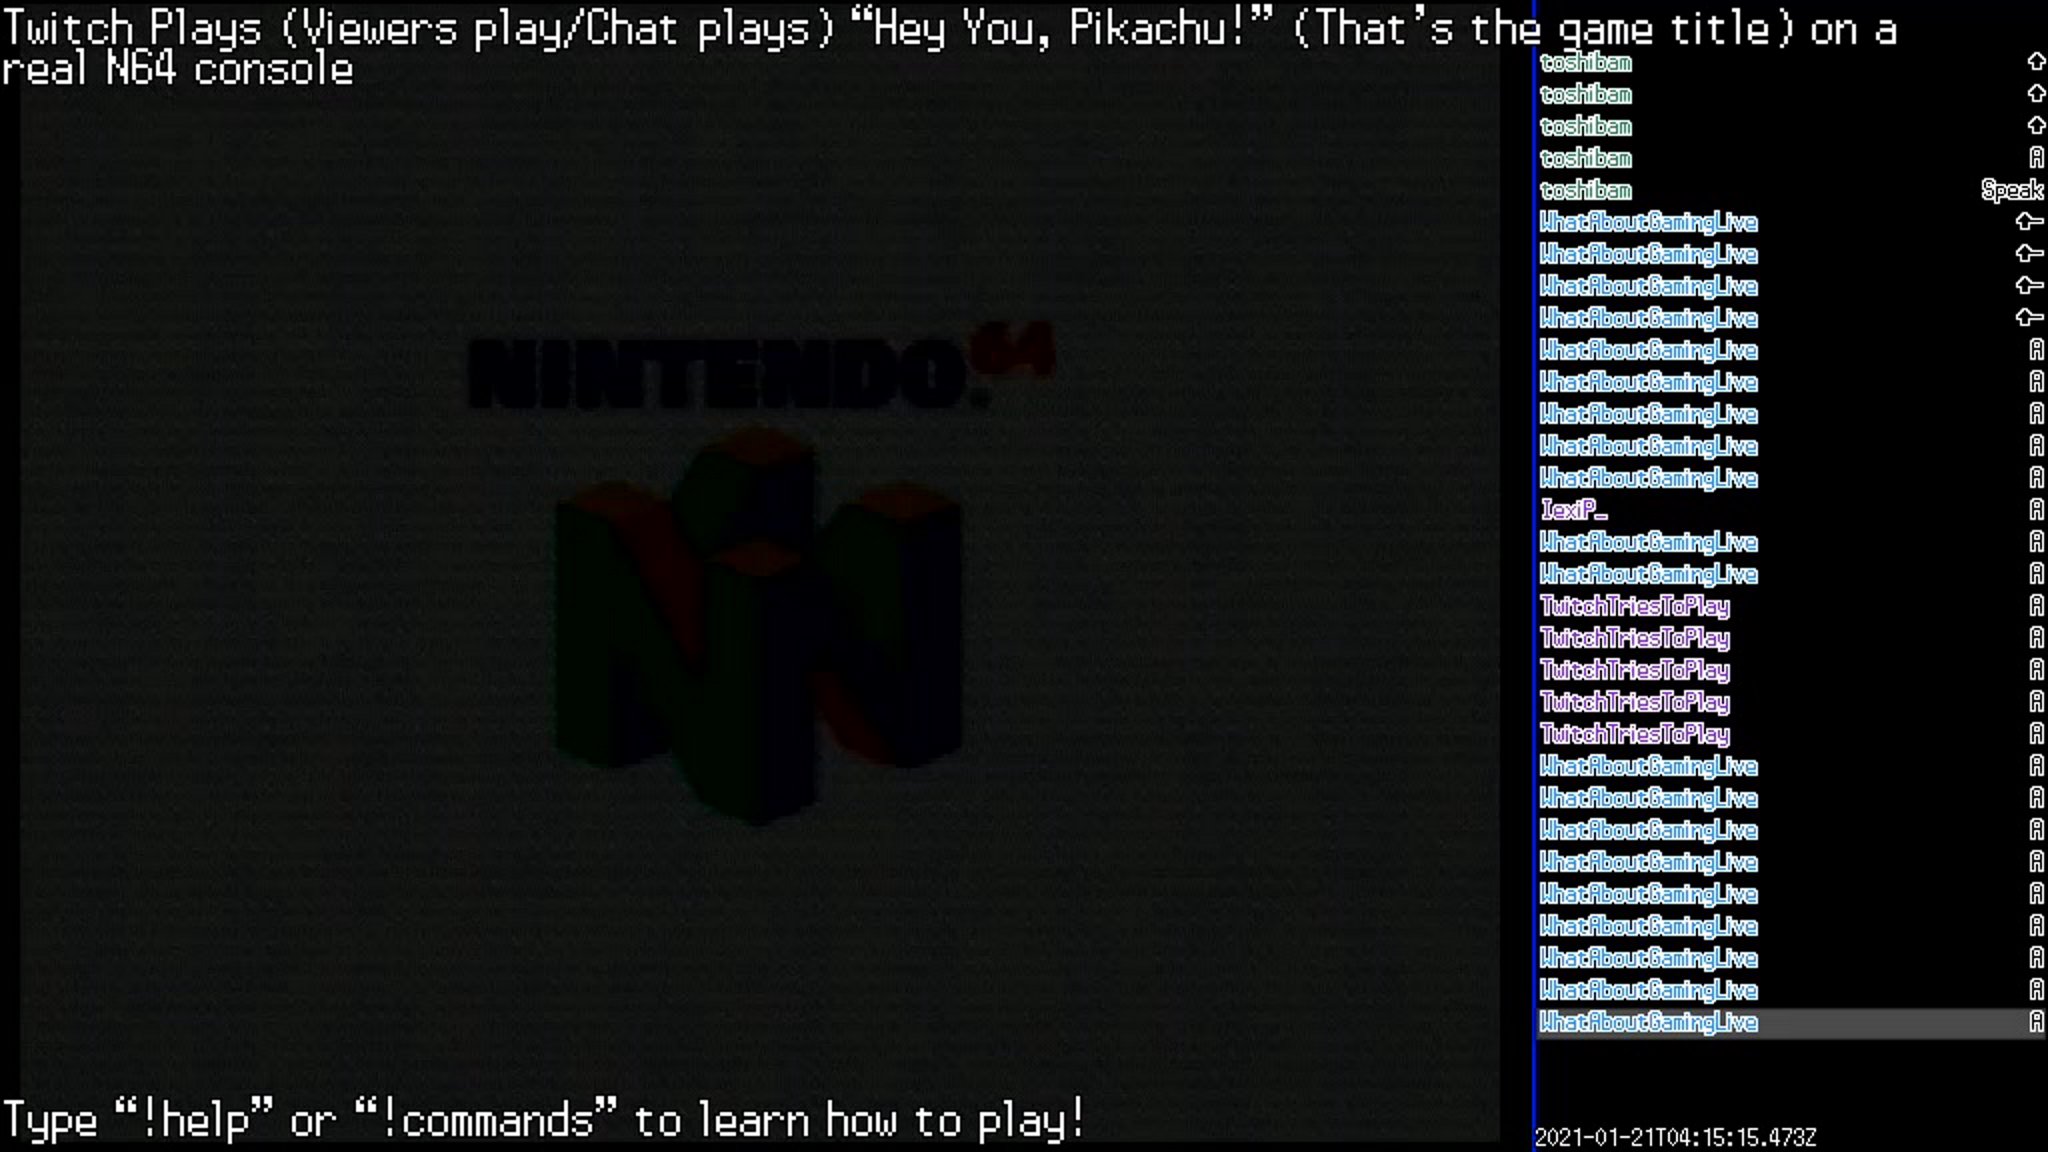 Twitch Plays (Viewers play/Chat plays) “Hey You, Pikachu!” (That’s the game title) on a
real N64 console
toshibam ↑
toshibam ↑
toshibam ↑
toshibam A
toshibam Speak
WhatAboutGamingLive
WhatAboutGamingLive
WhatAboutGamingLive
WhatAboutGamingLive
WhatAboutGamingLive A
WhatAboutGamingLive A
WhatAboutGamingLive A
WhatAboutGamingLive A
WhatAboutGamingLive A
IexiP_ A
WhatAboutGamingLive A
WhatAboutGamingLive A
TwitchTriesToPlay A
TwitchTriesToPlay A
TwitchTriesToPlay A
TwitchTriesToPlay A
TwitchTriesToPlay A
WhatAboutGamingLive A
WhatAboutGamingLive A
WhatAboutGamingLive A
WhatAboutGamingLive A
WhatAboutGamingLive A
WhatAboutGamingLive A
WhatAboutGamingLive A
WhatAboutGamingLive A
WhatAboutGamingLive A
NINTENDO.64
Type “!help” or “!commands” to learn how to play!
2021-01-21T04:15:15.473Z